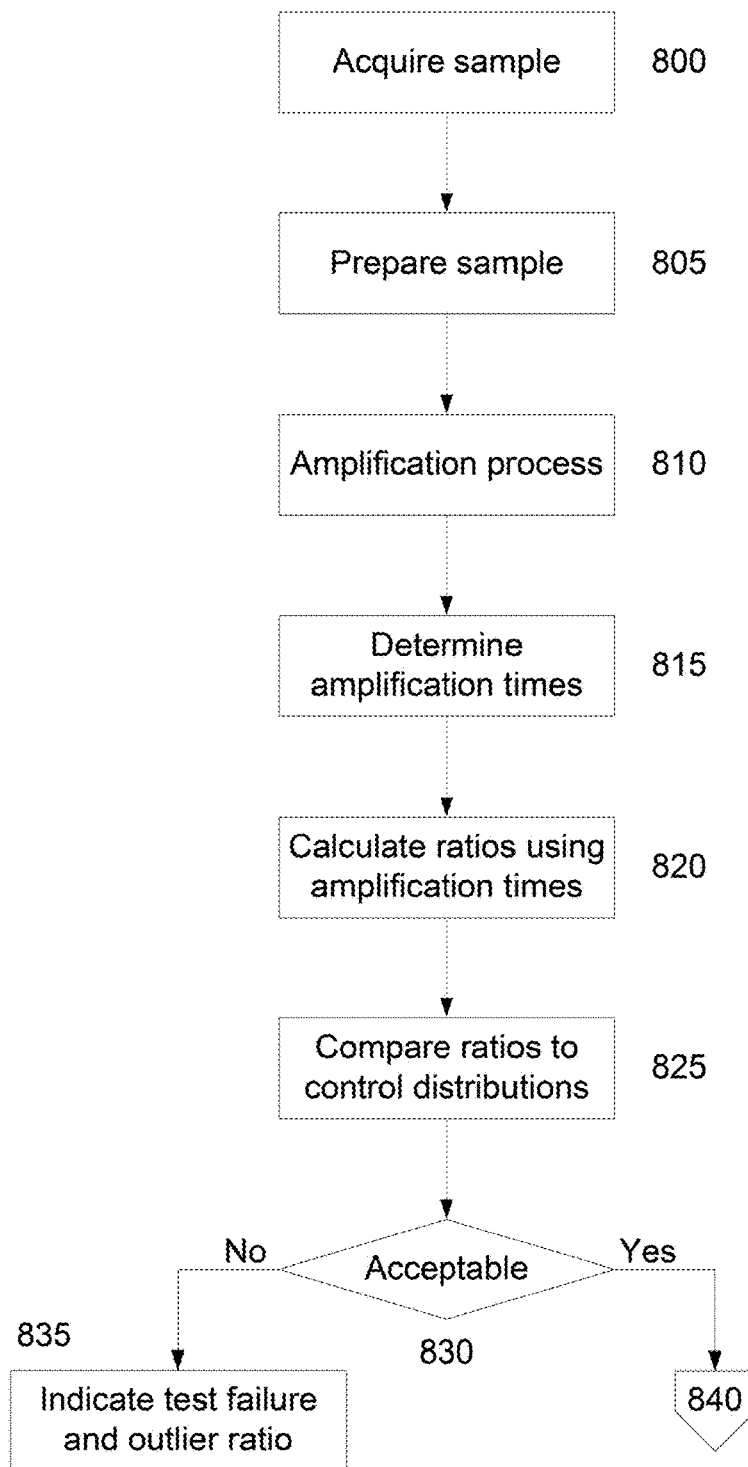 Acquire sample 800
Prepare sample 805
Amplification process 810
Determine
amplification times 815
Calculate ratios using
amplification times 820
Compare ratios to
control distributions 825
No Acceptable Yes
830
835
Indicate test failure
and outlier ratio
840